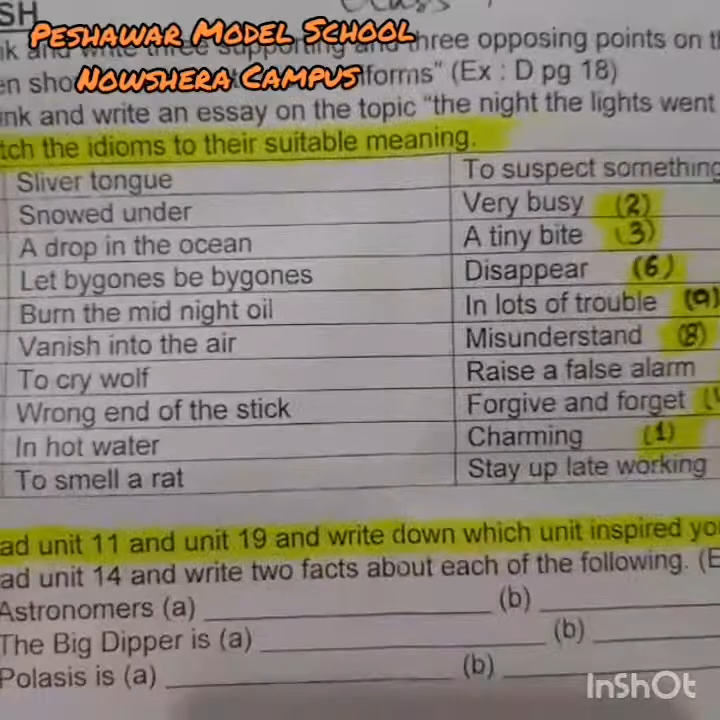 SH
PESHAWAR MODEL SCHOOL
three supporting and three opposing points on
NOWSHERA CAMPUS
forms" (Ex : D pg 18)
and write an essay on the topic "the night the lights went
the idioms to their suitable meaning.
Sliver tongue To suspect something
Snowed under Very busy (2)
A drop in the ocean A tiny bite (3)
Let bygones be bygones Disappear (6)
Burn the mid night oil In lots of trouble (9)
Vanish into the air Misunderstand (8)
To cry wolf Raise a false alarm
Wrong end of the stick Forgive and forget
In hot water Charming (1)
To smell a rat Stay up late working
ad unit 11 and unit 19 and write down which unit inspired yo
ad unit 14 and write two facts about each of the following. (E
Astronomers (a) (b)
The Big Dipper is (a) (b)
Polasis is (a) (b)
InShOt